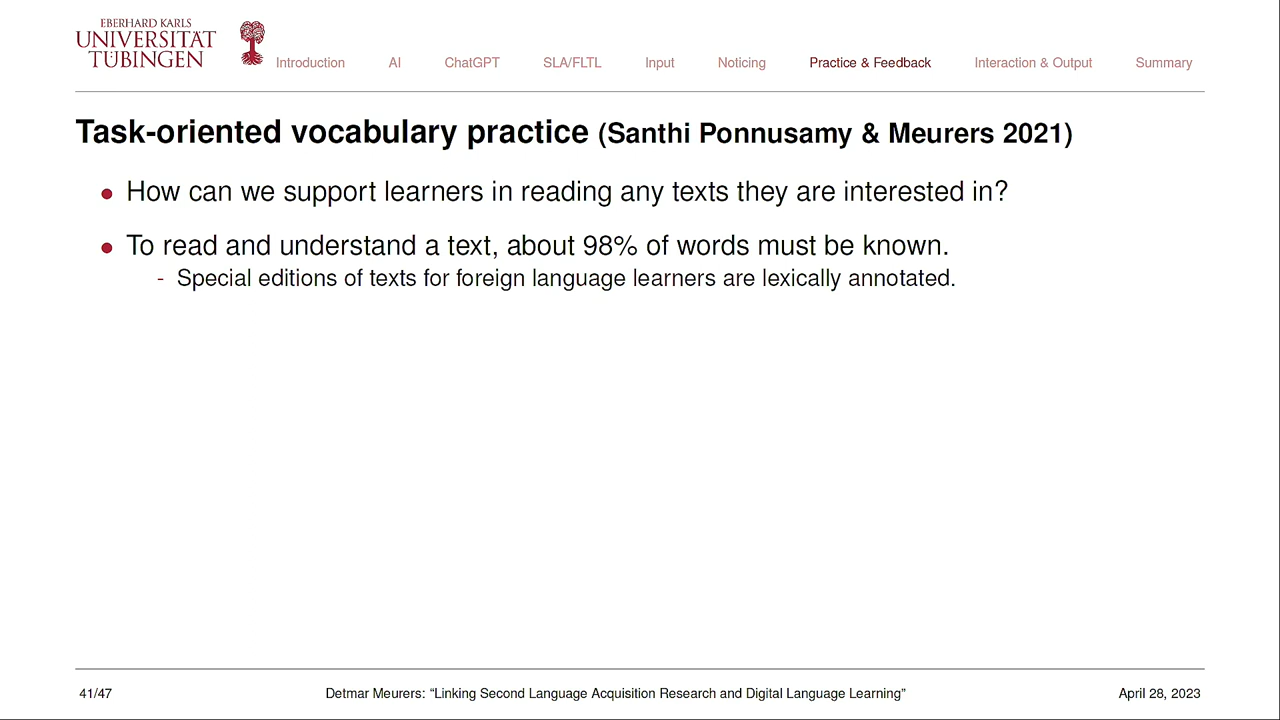 EBERHARD KARLS
UNIVERSITÄT
TÜBINGEN
Introduction AI ChatGPT SLA/FLTL Input Noticing Practice & Feedback Interaction & Output Summary
Task-oriented vocabulary practice (Santhi Ponnusamy & Meurers 2021)
• How can we support learners in reading any texts they are interested in?
• To read and understand a text, about 98% of words must be known.
- Special editions of texts for foreign language learners are lexically annotated.
41/47 Detmar Meurers: “Linking Second Language Acquisition Research and Digital Language Learning” April 28, 2023